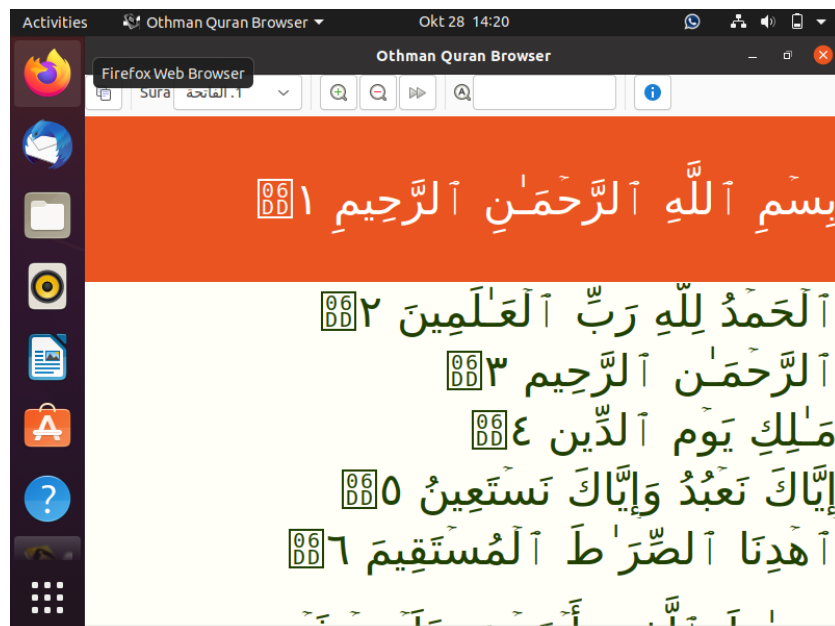 Activities Othman Quran Browser Okt 28 14:20
Othman Quran Browser
Firefox Web Browser
Sura 1. الفاتحة
بِسۡمِ ٱللَّهِ ٱلرَّحۡمَـٰنِ ٱلرَّحِيمِ ۝١
ٱلۡحَمۡدُ لِلَّهِ رَبِّ ٱلۡعَـٰلَمِينَ ۝٢
ٱلرَّحۡمَـٰنِ ٱلرَّحِيمِ ۝٣
مَـٰلِكِ يَوۡمِ ٱلدِّينِ ۝٤
إِيَّاكَ نَعۡبُدُ وَإِيَّاكَ نَسۡتَعِينُ ۝٥
ٱهۡدِنَا ٱلصِّرَ ٰطَ ٱلۡمُسۡتَقِيمَ ۝٦